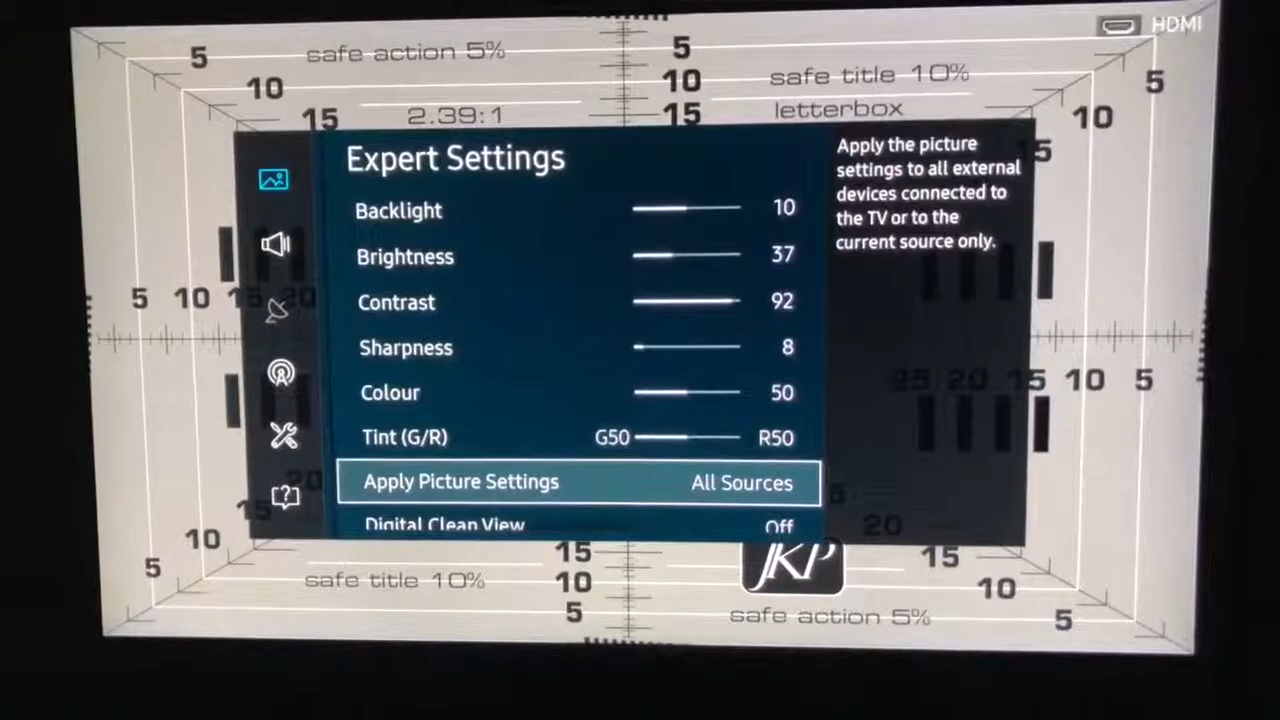 HDMI
5 safe action 5% 5 safe title 10% 5
10 10 10
15 2.39:1 15 letterbox
15
Expert Settings
Backlight 10
Brightness 37
Contrast 92
Sharpness 8
Colour 50
Tint (G/R) G50 R50
Apply Picture Settings All Sources
Digital Clean View Off
Apply the picture
settings to all external
devices connected to
the TV or to the
current source only.
5 10 15 20
25 20 15 10 5
20
15
20
10 15 15
5 safe title 10% 10 JKP 10
5 safe action 5% 5